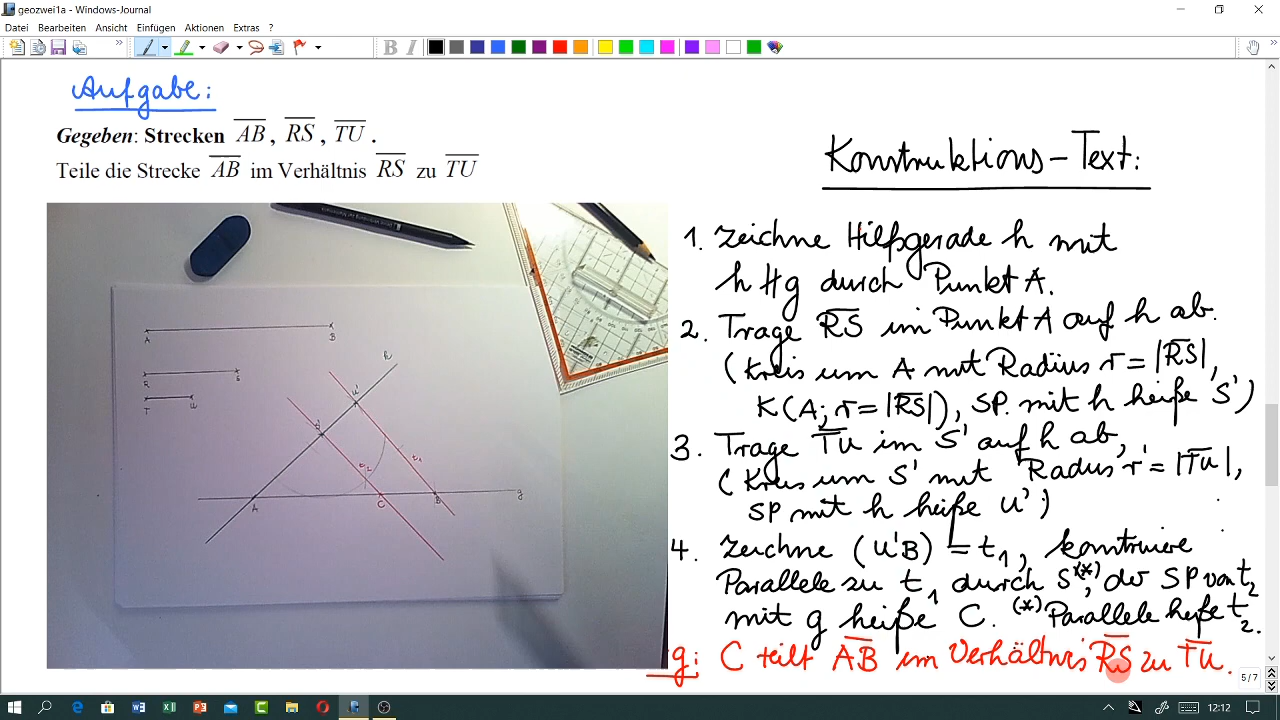 geozwei1a - Windows-Journal
Datei Bearbeiten Ansicht Einfügen Aktionen Extras ?
B I
Aufgabe:
Gegeben: Strecken AB, RS, TU.
Teile die Strecke AB im Verhältnis RS zu TU
A B
R S
T U
h
U'
S'
t2 t1
A C B g
Konstruktions-Text:
1. Zeichne Hilfsgerade h mit
h ∦ g durch Punkt A.
2. Trage RS im Punkt A auf h ab.
(Kreis um A mit Radius r = |RS|,
K(A; r = |RS|), SP. mit h heiße S')
3. Trage TU im S' auf h ab,
(Kreis um S' mit Radus r' = |TU|,
SP mit h heiße U')
4. Zeichne (U'B) = t1, konstruiere
Parallele zu t1 durch S'(*), der SP von t2
mit g heiße C. (*) Parallele heiße t2.
g: C teilt AB im Verhältnis RS zu TU.
5/7
12:12